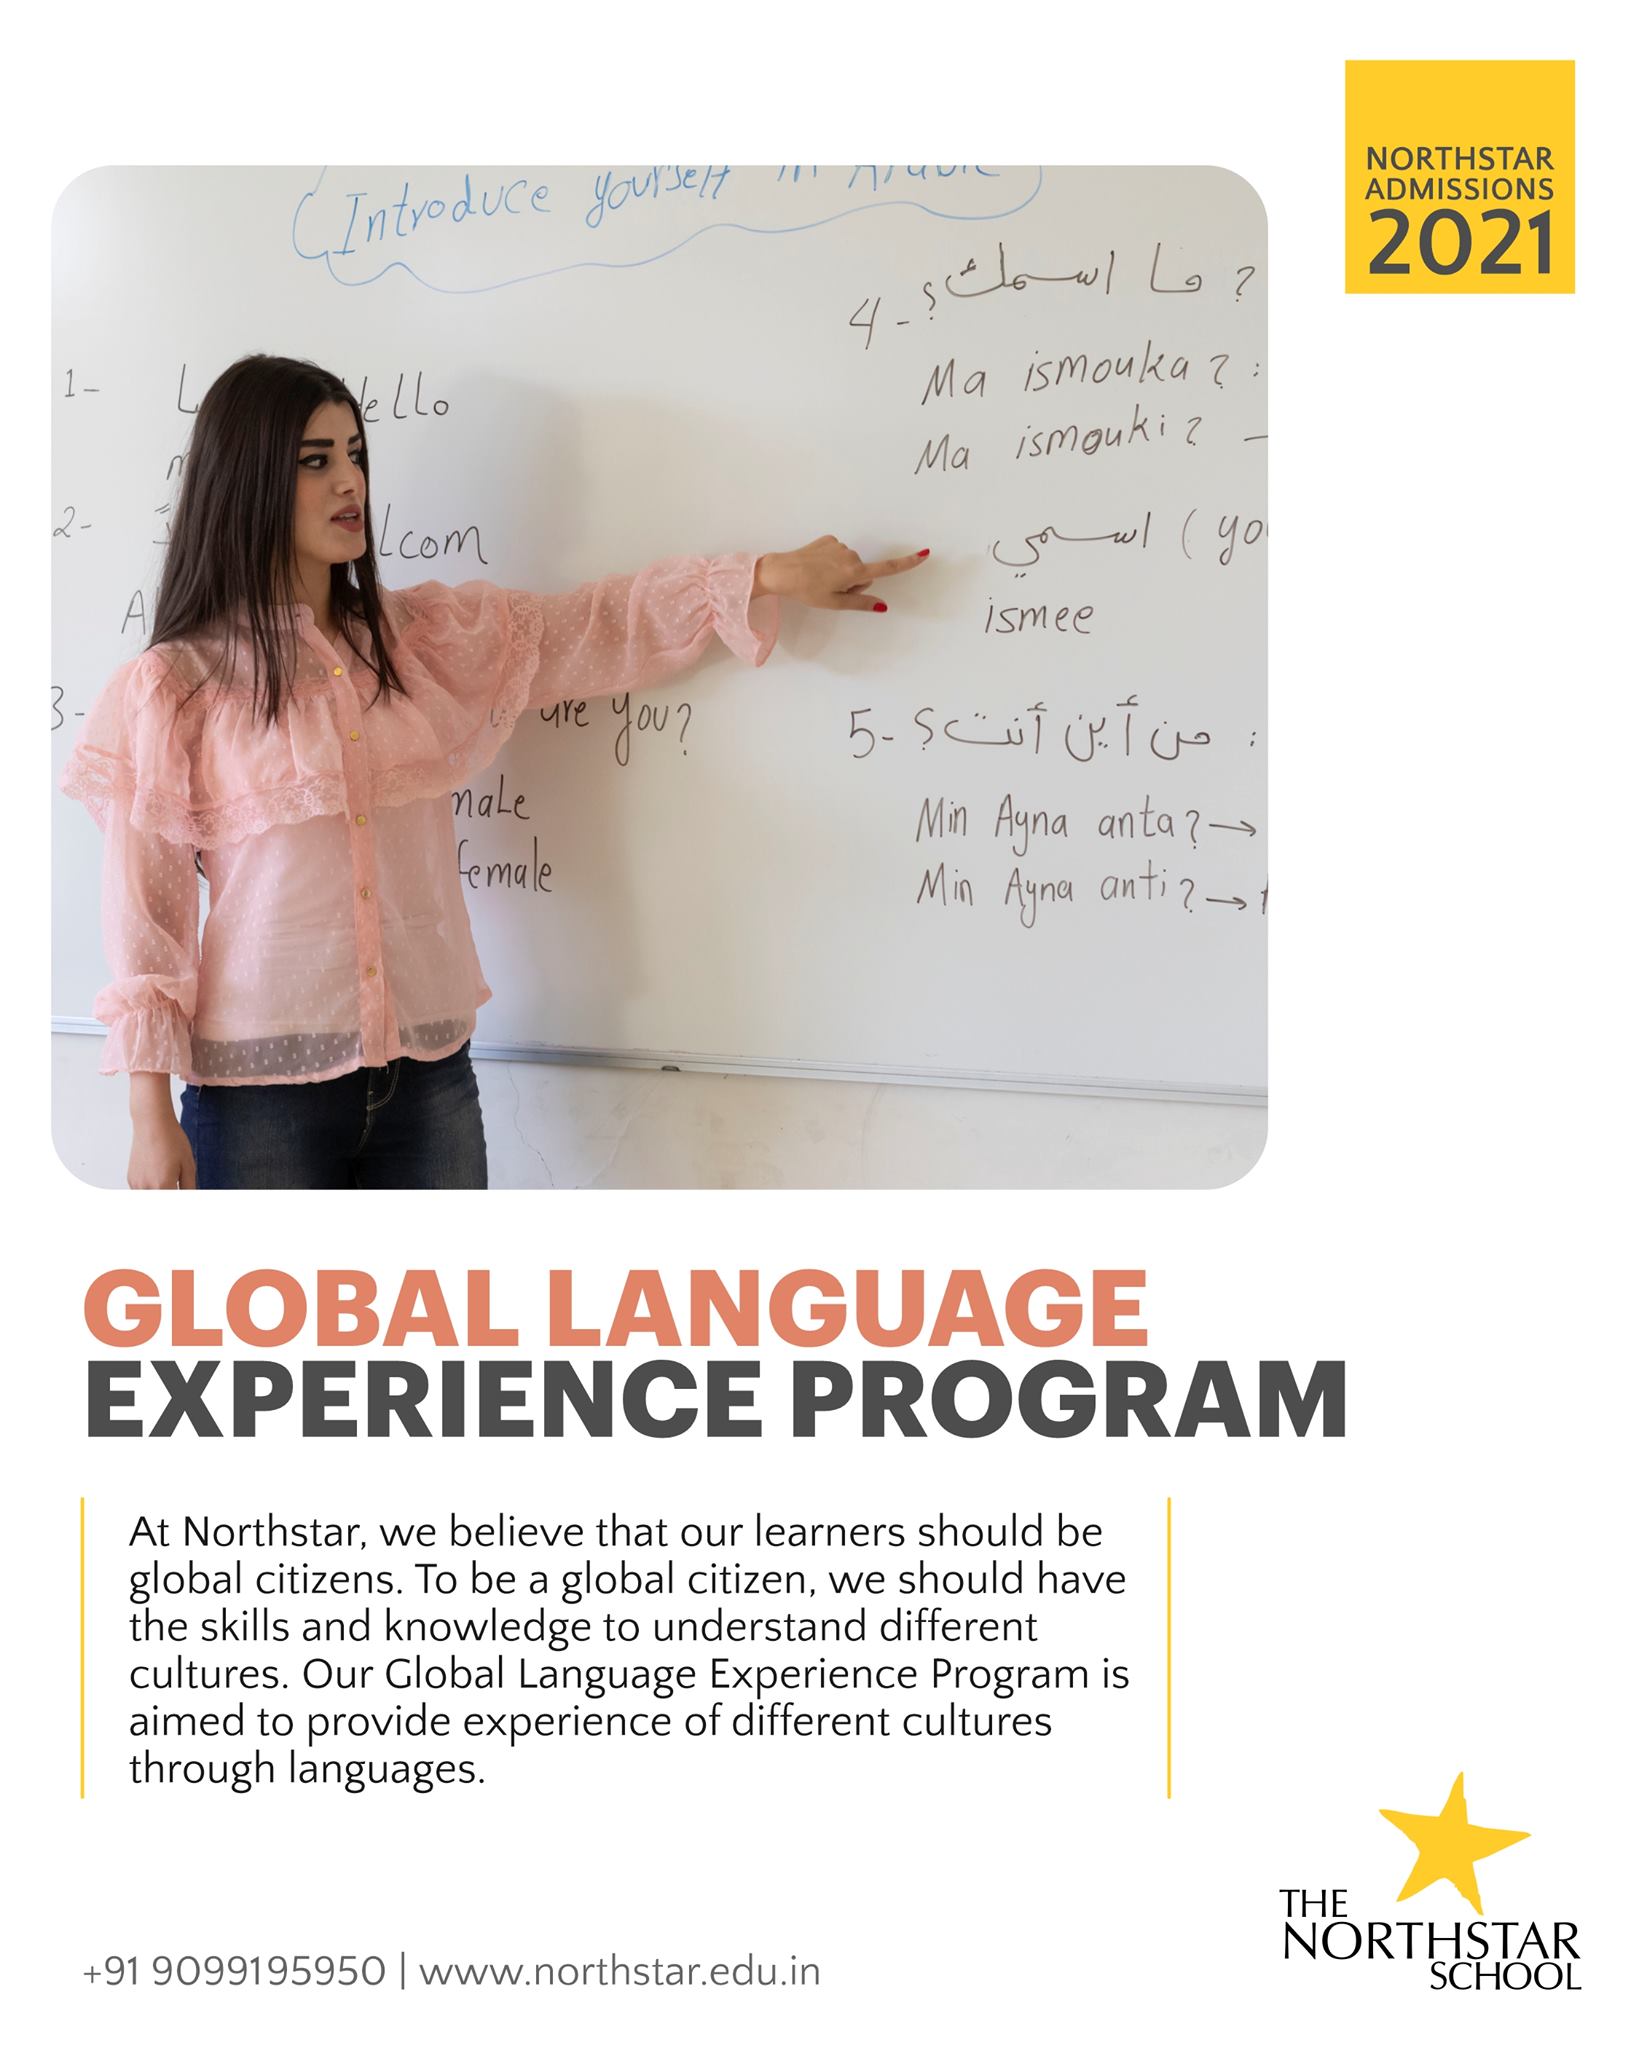 NORTHSTAR
ADMISSIONS
2021
Introduce yourself in Arabic
1-
2-
lcom
3-
are you?
male
female
4- ما اسمك؟ ?
Ma ismouka? :
Ma ismouki? -
اسمي (
ismee
5- من أين أنت؟ :
Min Ayna anta? →
Min Ayna anti? →
GLOBAL LANGUAGE
EXPERIENCE PROGRAM
At Northstar, we believe that our learners should be
global citizens. To be a global citizen, we should have
the skills and knowledge to understand different
cultures. Our Global Language Experience Program is
aimed to provide experience of different cultures
through languages.
+91 9099195950 | www.northstar.edu.in
THE
NORTHSTAR
SCHOOL